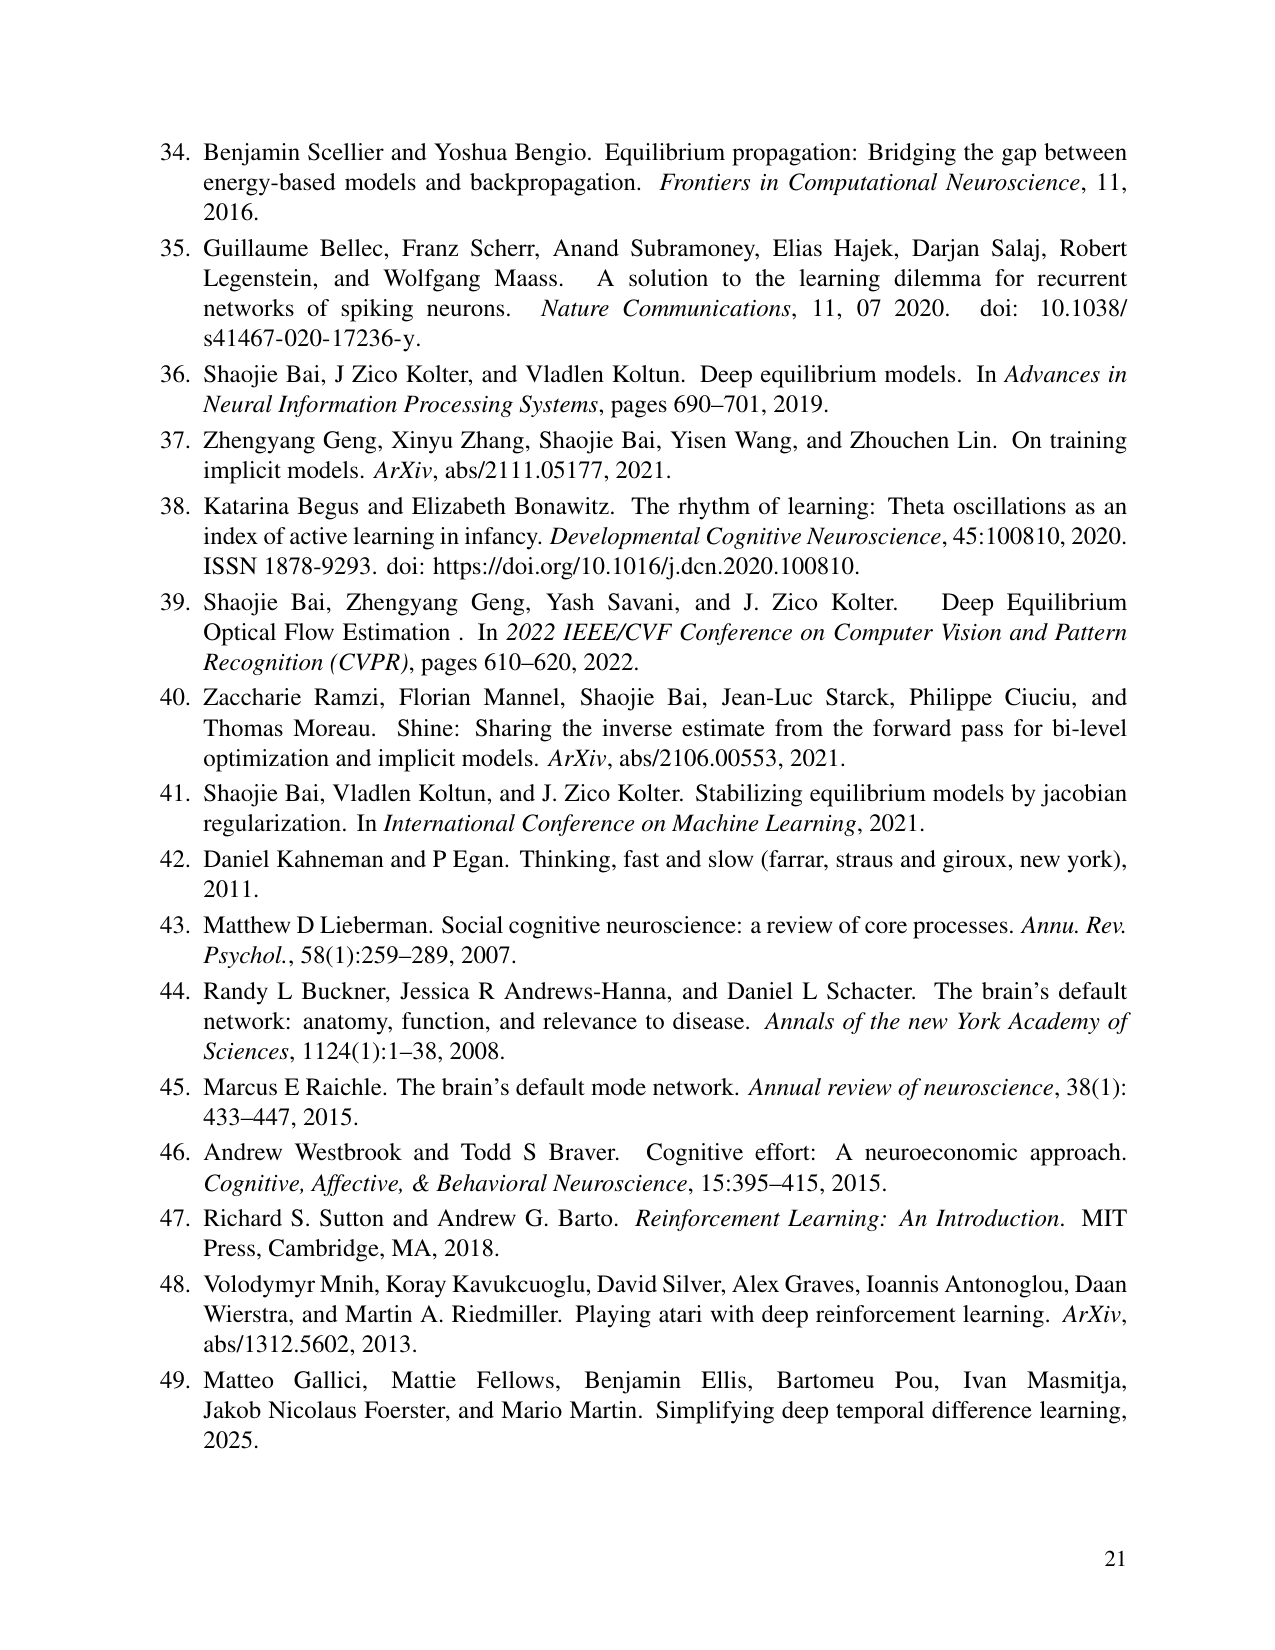 34. Benjamin Scellier and Yoshua Bengio. Equilibrium propagation: Bridging the gap between
energy-based models and backpropagation. Frontiers in Computational Neuroscience, 11,
2016.
35. Guillaume Bellec, Franz Scherr, Anand Subramoney, Elias Hajek, Darjan Salaj, Robert
Legenstein, and Wolfgang Maass. A solution to the learning dilemma for recurrent
networks of spiking neurons. Nature Communications, 11, 07 2020. doi: 10.1038/
s41467-020-17236-y.
36. Shaojie Bai, J Zico Kolter, and Vladlen Koltun. Deep equilibrium models. In Advances in
Neural Information Processing Systems, pages 690–701, 2019.
37. Zhengyang Geng, Xinyu Zhang, Shaojie Bai, Yisen Wang, and Zhouchen Lin. On training
implicit models. ArXiv, abs/2111.05177, 2021.
38. Katarina Begus and Elizabeth Bonawitz. The rhythm of learning: Theta oscillations as an
index of active learning in infancy. Developmental Cognitive Neuroscience, 45:100810, 2020.
ISSN 1878-9293. doi: https://doi.org/10.1016/j.dcn.2020.100810.
39. Shaojie Bai, Zhengyang Geng, Yash Savani, and J. Zico Kolter. Deep Equilibrium
Optical Flow Estimation . In 2022 IEEE/CVF Conference on Computer Vision and Pattern
Recognition (CVPR), pages 610–620, 2022.
40. Zaccharie Ramzi, Florian Mannel, Shaojie Bai, Jean-Luc Starck, Philippe Ciuciu, and
Thomas Moreau. Shine: Sharing the inverse estimate from the forward pass for bi-level
optimization and implicit models. ArXiv, abs/2106.00553, 2021.
41. Shaojie Bai, Vladlen Koltun, and J. Zico Kolter. Stabilizing equilibrium models by jacobian
regularization. In International Conference on Machine Learning, 2021.
42. Daniel Kahneman and P Egan. Thinking, fast and slow (farrar, straus and giroux, new york),
2011.
43. Matthew D Lieberman. Social cognitive neuroscience: a review of core processes. Annu. Rev.
Psychol., 58(1):259–289, 2007.
44. Randy L Buckner, Jessica R Andrews-Hanna, and Daniel L Schacter. The brain's default
network: anatomy, function, and relevance to disease. Annals of the new York Academy of
Sciences, 1124(1):1–38, 2008.
45. Marcus E Raichle. The brain's default mode network. Annual review of neuroscience, 38(1):
433–447, 2015.
46. Andrew Westbrook and Todd S Braver. Cognitive effort: A neuroeconomic approach.
Cognitive, Affective, & Behavioral Neuroscience, 15:395–415, 2015.
47. Richard S. Sutton and Andrew G. Barto. Reinforcement Learning: An Introduction. MIT
Press, Cambridge, MA, 2018.
48. Volodymyr Mnih, Koray Kavukcuoglu, David Silver, Alex Graves, Ioannis Antonoglou, Daan
Wierstra, and Martin A. Riedmiller. Playing atari with deep reinforcement learning. ArXiv,
abs/1312.5602, 2013.
49. Matteo Gallici, Mattie Fellows, Benjamin Ellis, Bartomeu Pou, Ivan Masmitja,
Jakob Nicolaus Foerster, and Mario Martin. Simplifying deep temporal difference learning,
2025.
21